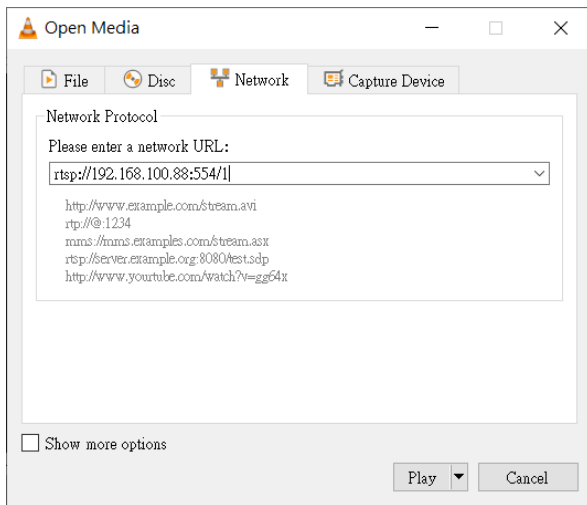 Open Media
File Disc Network Capture Device
Network Protocol
Please enter a network URL:
rtsp://192.168.100.88:554/1
http://www.example.com/stream.avi
rtp://@:1234
mms://mms.examples.com/stream.asx
rtsp://server.example.org:8080/test.sdp
http://www.yourtube.com/watch?v=gg64x
Show more options
Play Cancel